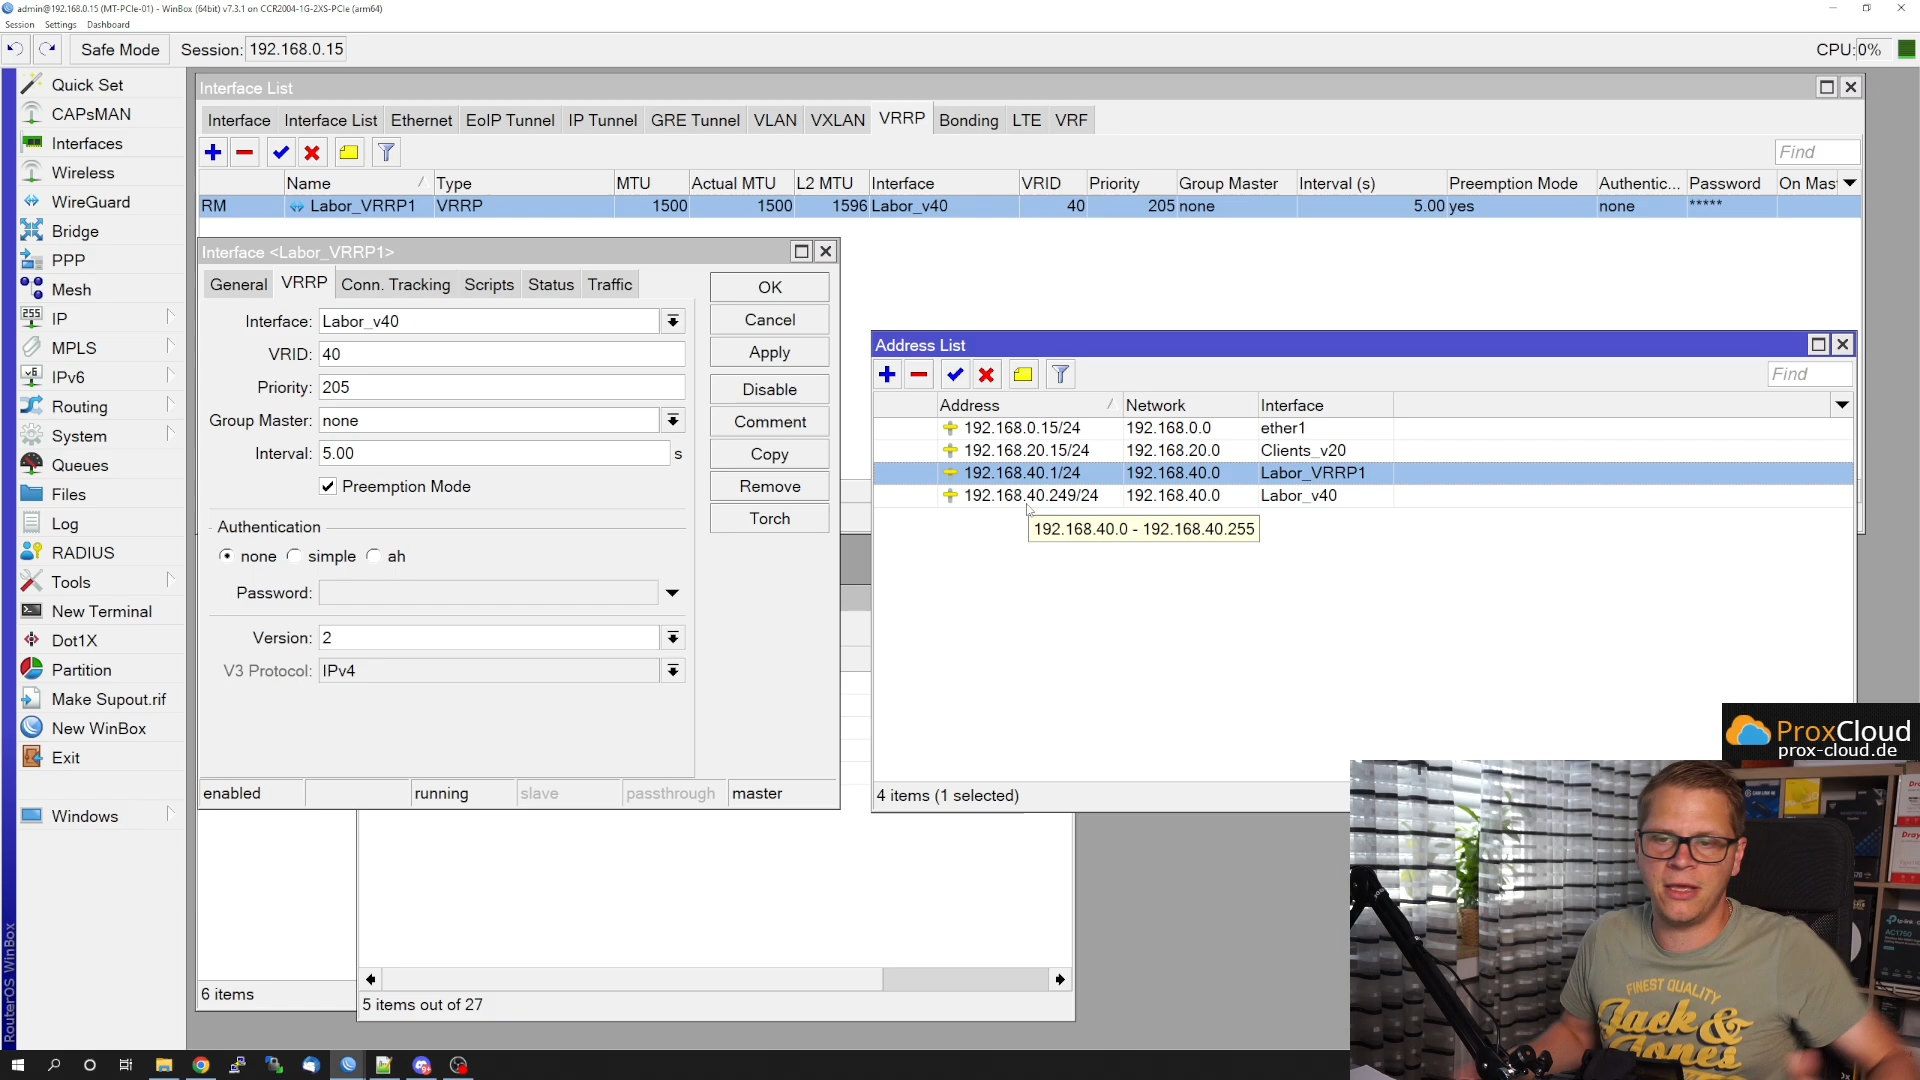 admin@192.168.0.15 (MT-PCIe-01) - WinBox (64bit) v7.3.1 on CCR2004-1G-2XS-PCIe (arm64)
Session Settings Dashboard
Safe Mode Session: 192.168.0.15 CPU: 0%
Quick Set
CAPsMAN
Interfaces
Wireless
WireGuard
Bridge
PPP
Mesh
IP
MPLS
IPv6
Routing
System
Queues
Files
Log
RADIUS
Tools
New Terminal
Dot1X
Partition
Make Supout.rif
New WinBox
Exit
Windows
RouterOS WinBox
Interface List
Interface Interface List Ethernet EoIP Tunnel IP Tunnel GRE Tunnel VLAN VXLAN VRRP Bonding LTE VRF
Find
Name Type MTU Actual MTU L2 MTU Interface VRID Priority Group Master Interval (s) Preemption Mode Authentic... Password On Mas
RM Labor_VRRP1 VRRP 1500 1500 1596 Labor_v40 40 205 none 5.00 yes none *****
Interface <Labor_VRRP1>
General VRRP Conn. Tracking Scripts Status Traffic
Interface: Labor_v40
VRID: 40
Priority: 205
Group Master: none
Interval: 5.00 s
Preemption Mode
Authentication
none simple ah
Password:
Version: 2
V3 Protocol: IPv4
OK
Cancel
Apply
Disable
Comment
Copy
Remove
Torch
enabled running slave passthrough master
Address List
Find
Address Network Interface
192.168.0.15/24 192.168.0.0 ether1
192.168.20.15/24 192.168.20.0 Clients_v20
192.168.40.1/24 192.168.40.0 Labor_VRRP1
192.168.40.249/24 192.168.40.0 Labor_v40
192.168.40.0 - 192.168.40.255
4 items (1 selected)
6 items
5 items out of 27
ProxCloud
prox-cloud.de
FINEST QUALITY
Jack &
Jones
AC1750